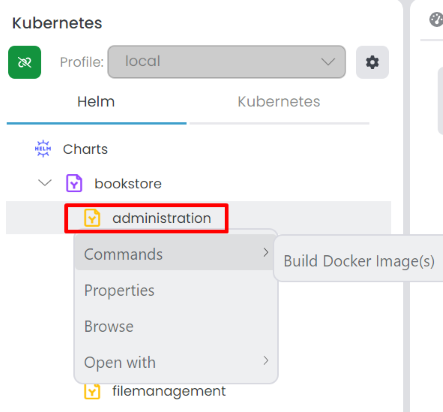 Kubernetes
Profile: local
Helm Kubernetes
HELM Charts
bookstore
administration
Commands
Build Docker Image(s)
Properties
Browse
Open with
filemanagement